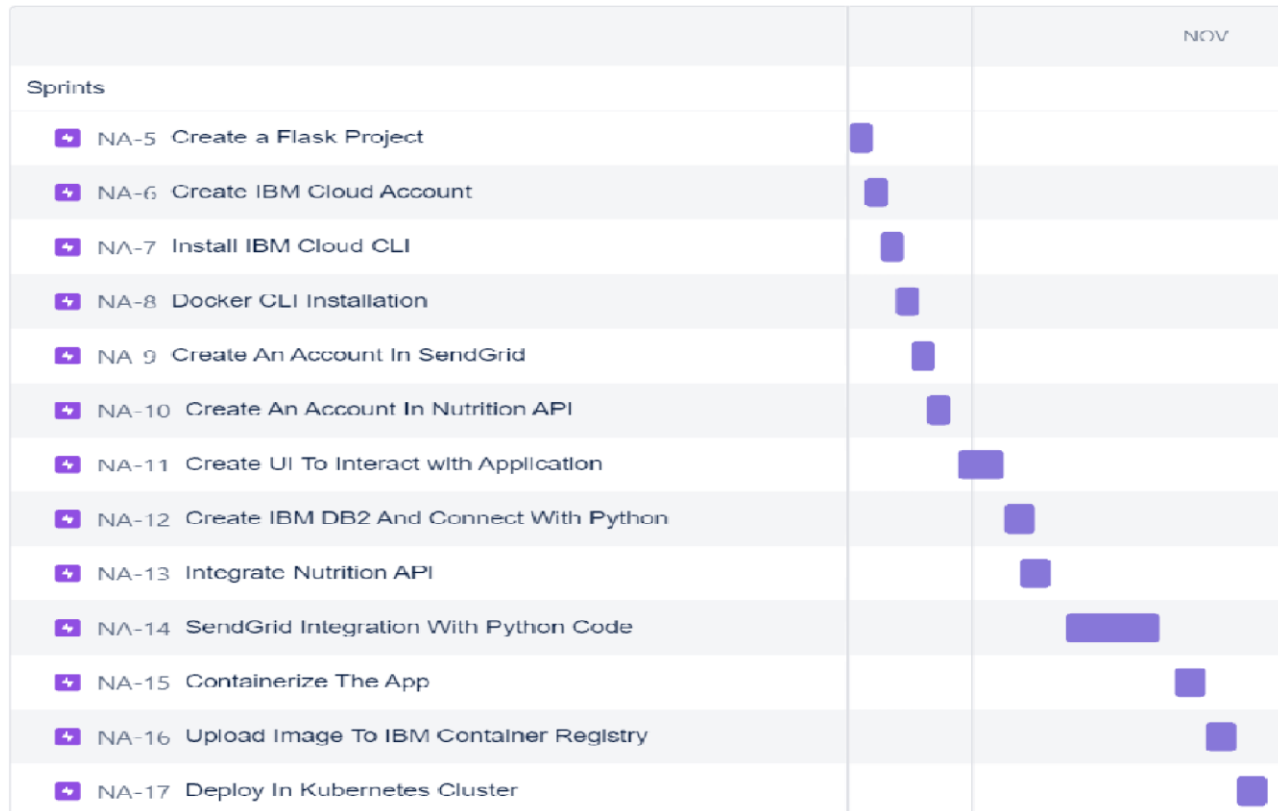 NOV
Sprints
NA-5 Create a Flask Project
NA-6 Create IBM Cloud Account
NA-7 Install IBM Cloud CLI
NA-8 Docker CLI Installation
NA-9 Create An Account In SendGrid
NA-10 Create An Account In Nutrition API
NA-11 Create UI To Interact with Application
NA-12 Create IBM DB2 And Connect With Python
NA-13 Integrate Nutrition API
NA-14 SendGrid Integration With Python Code
NA-15 Containerize The App
NA-16 Upload Image To IBM Container Registry
NA-17 Deploy In Kubernetes Cluster